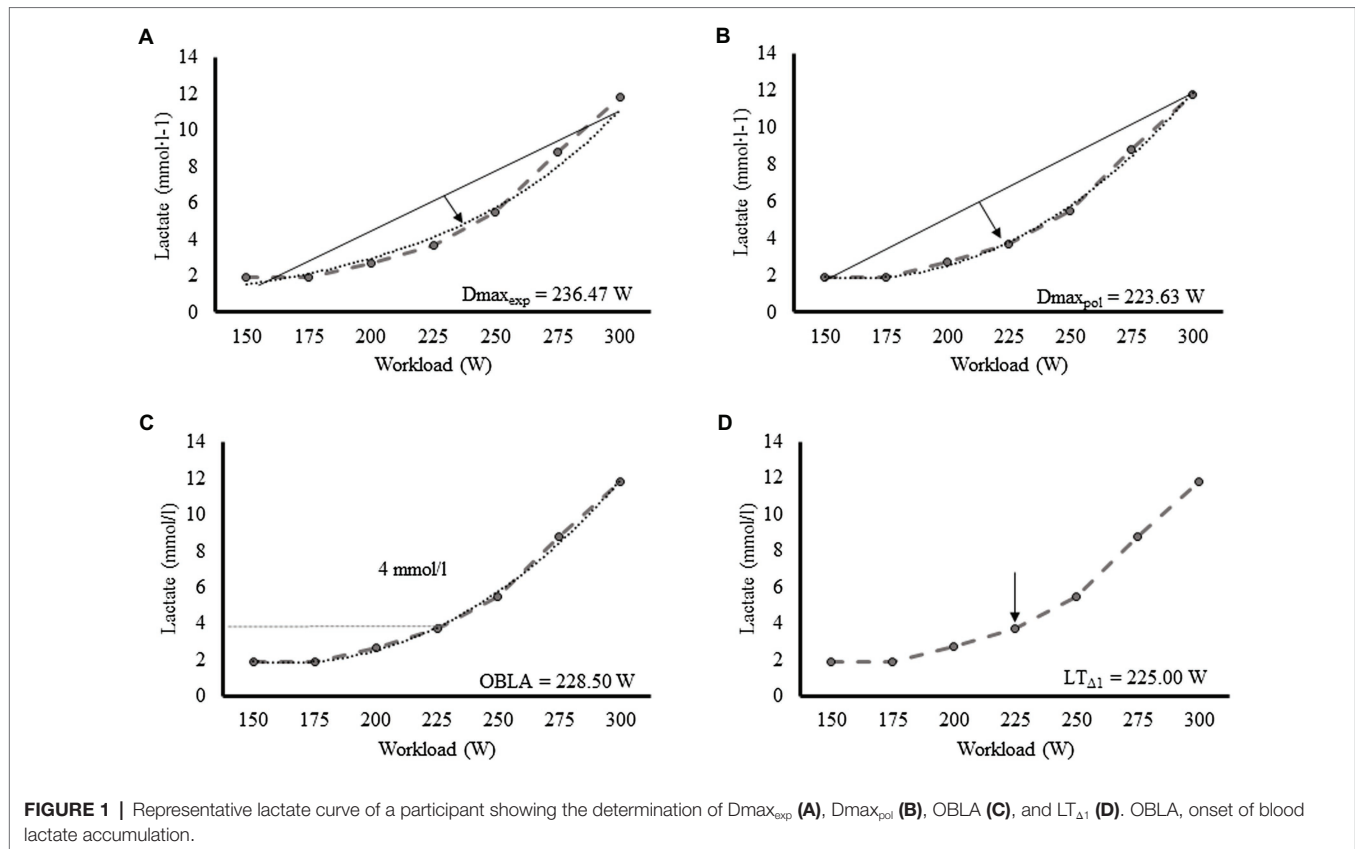 A
14
12
10
8
6
4
2
0
Lactate (mmol·l-1)
Dmaxexp = 236.47 W
150 175 200 225 250 275 300
Workload (W)
B
14
12
10
8
6
4
2
0
Lactate (mmol·l-1)
Dmaxpol = 223.63 W
150 175 200 225 250 275 300
Workload (W)
C
14
12
10
8
6
4
2
0
Lactate (mmol/l)
4 mmol/l
OBLA = 228.50 W
150 175 200 225 250 275 300
Workload (W)
D
14
12
10
8
6
4
2
0
Lactate (mmol/l)
LTΔ1 = 225.00 W
150 175 200 225 250 275 300
Workload (W)
FIGURE 1 | Representative lactate curve of a participant showing the determination of Dmaxexp (A), Dmaxpol (B), OBLA (C), and LTΔ1 (D). OBLA, onset of blood
lactate accumulation.